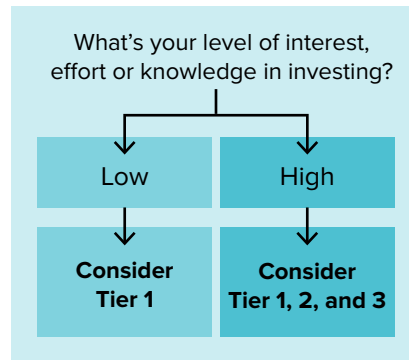 What’s your level of interest,
effort or knowledge in investing?
Low
High
Consider
Tier 1
Consider
Tier 1, 2, and 3